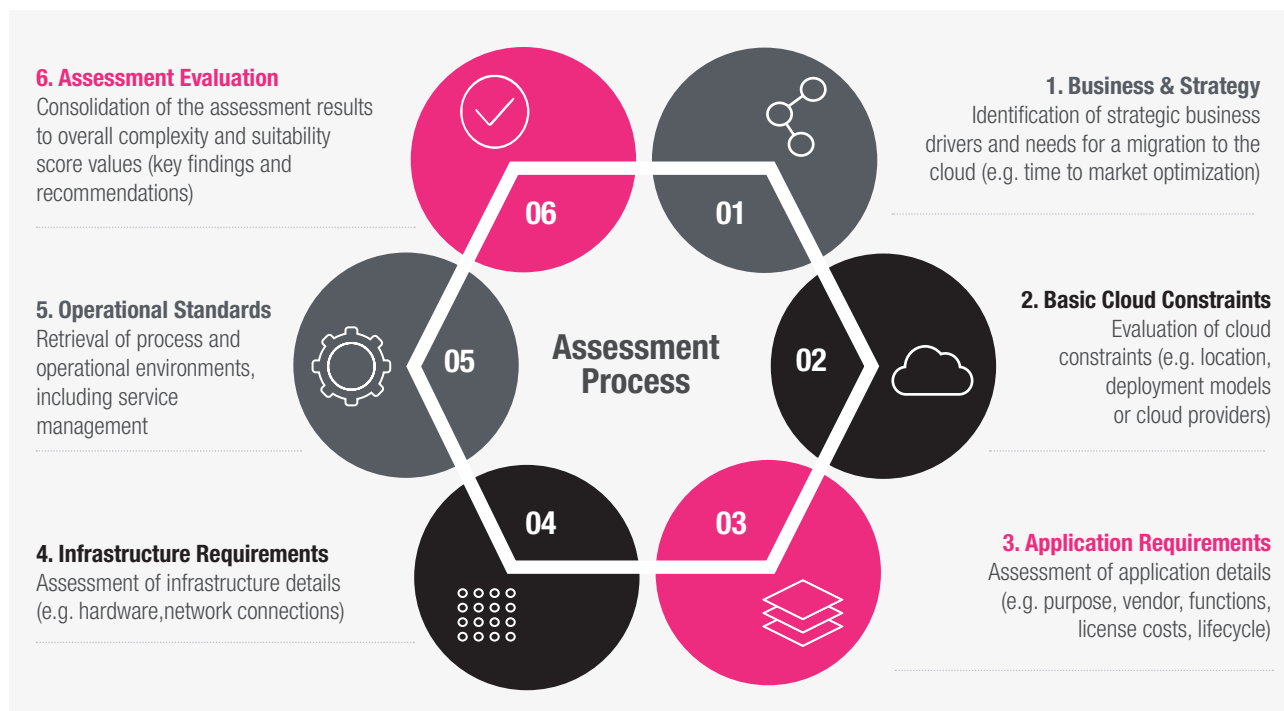 6. Assessment Evaluation
Consolidation of the assessment results
to overall complexity and suitability
score values (key findings and
recommendations)
1. Business & Strategy
Identification of strategic business
drivers and needs for a migration to the
cloud (e.g. time to market optimization)
06
01
5. Operational Standards
Retrieval of process and
operational environments,
including service
management
05
Assessment
Process
02
2. Basic Cloud Constraints
Evaluation of cloud
constraints (e.g. location,
deployment models
or cloud providers)
04
03
4. Infrastructure Requirements
Assessment of infrastructure details
(e.g. hardware,network connections)
3. Application Requirements
Assessment of application details
(e.g. purpose, vendor, functions,
license costs, lifecycle)